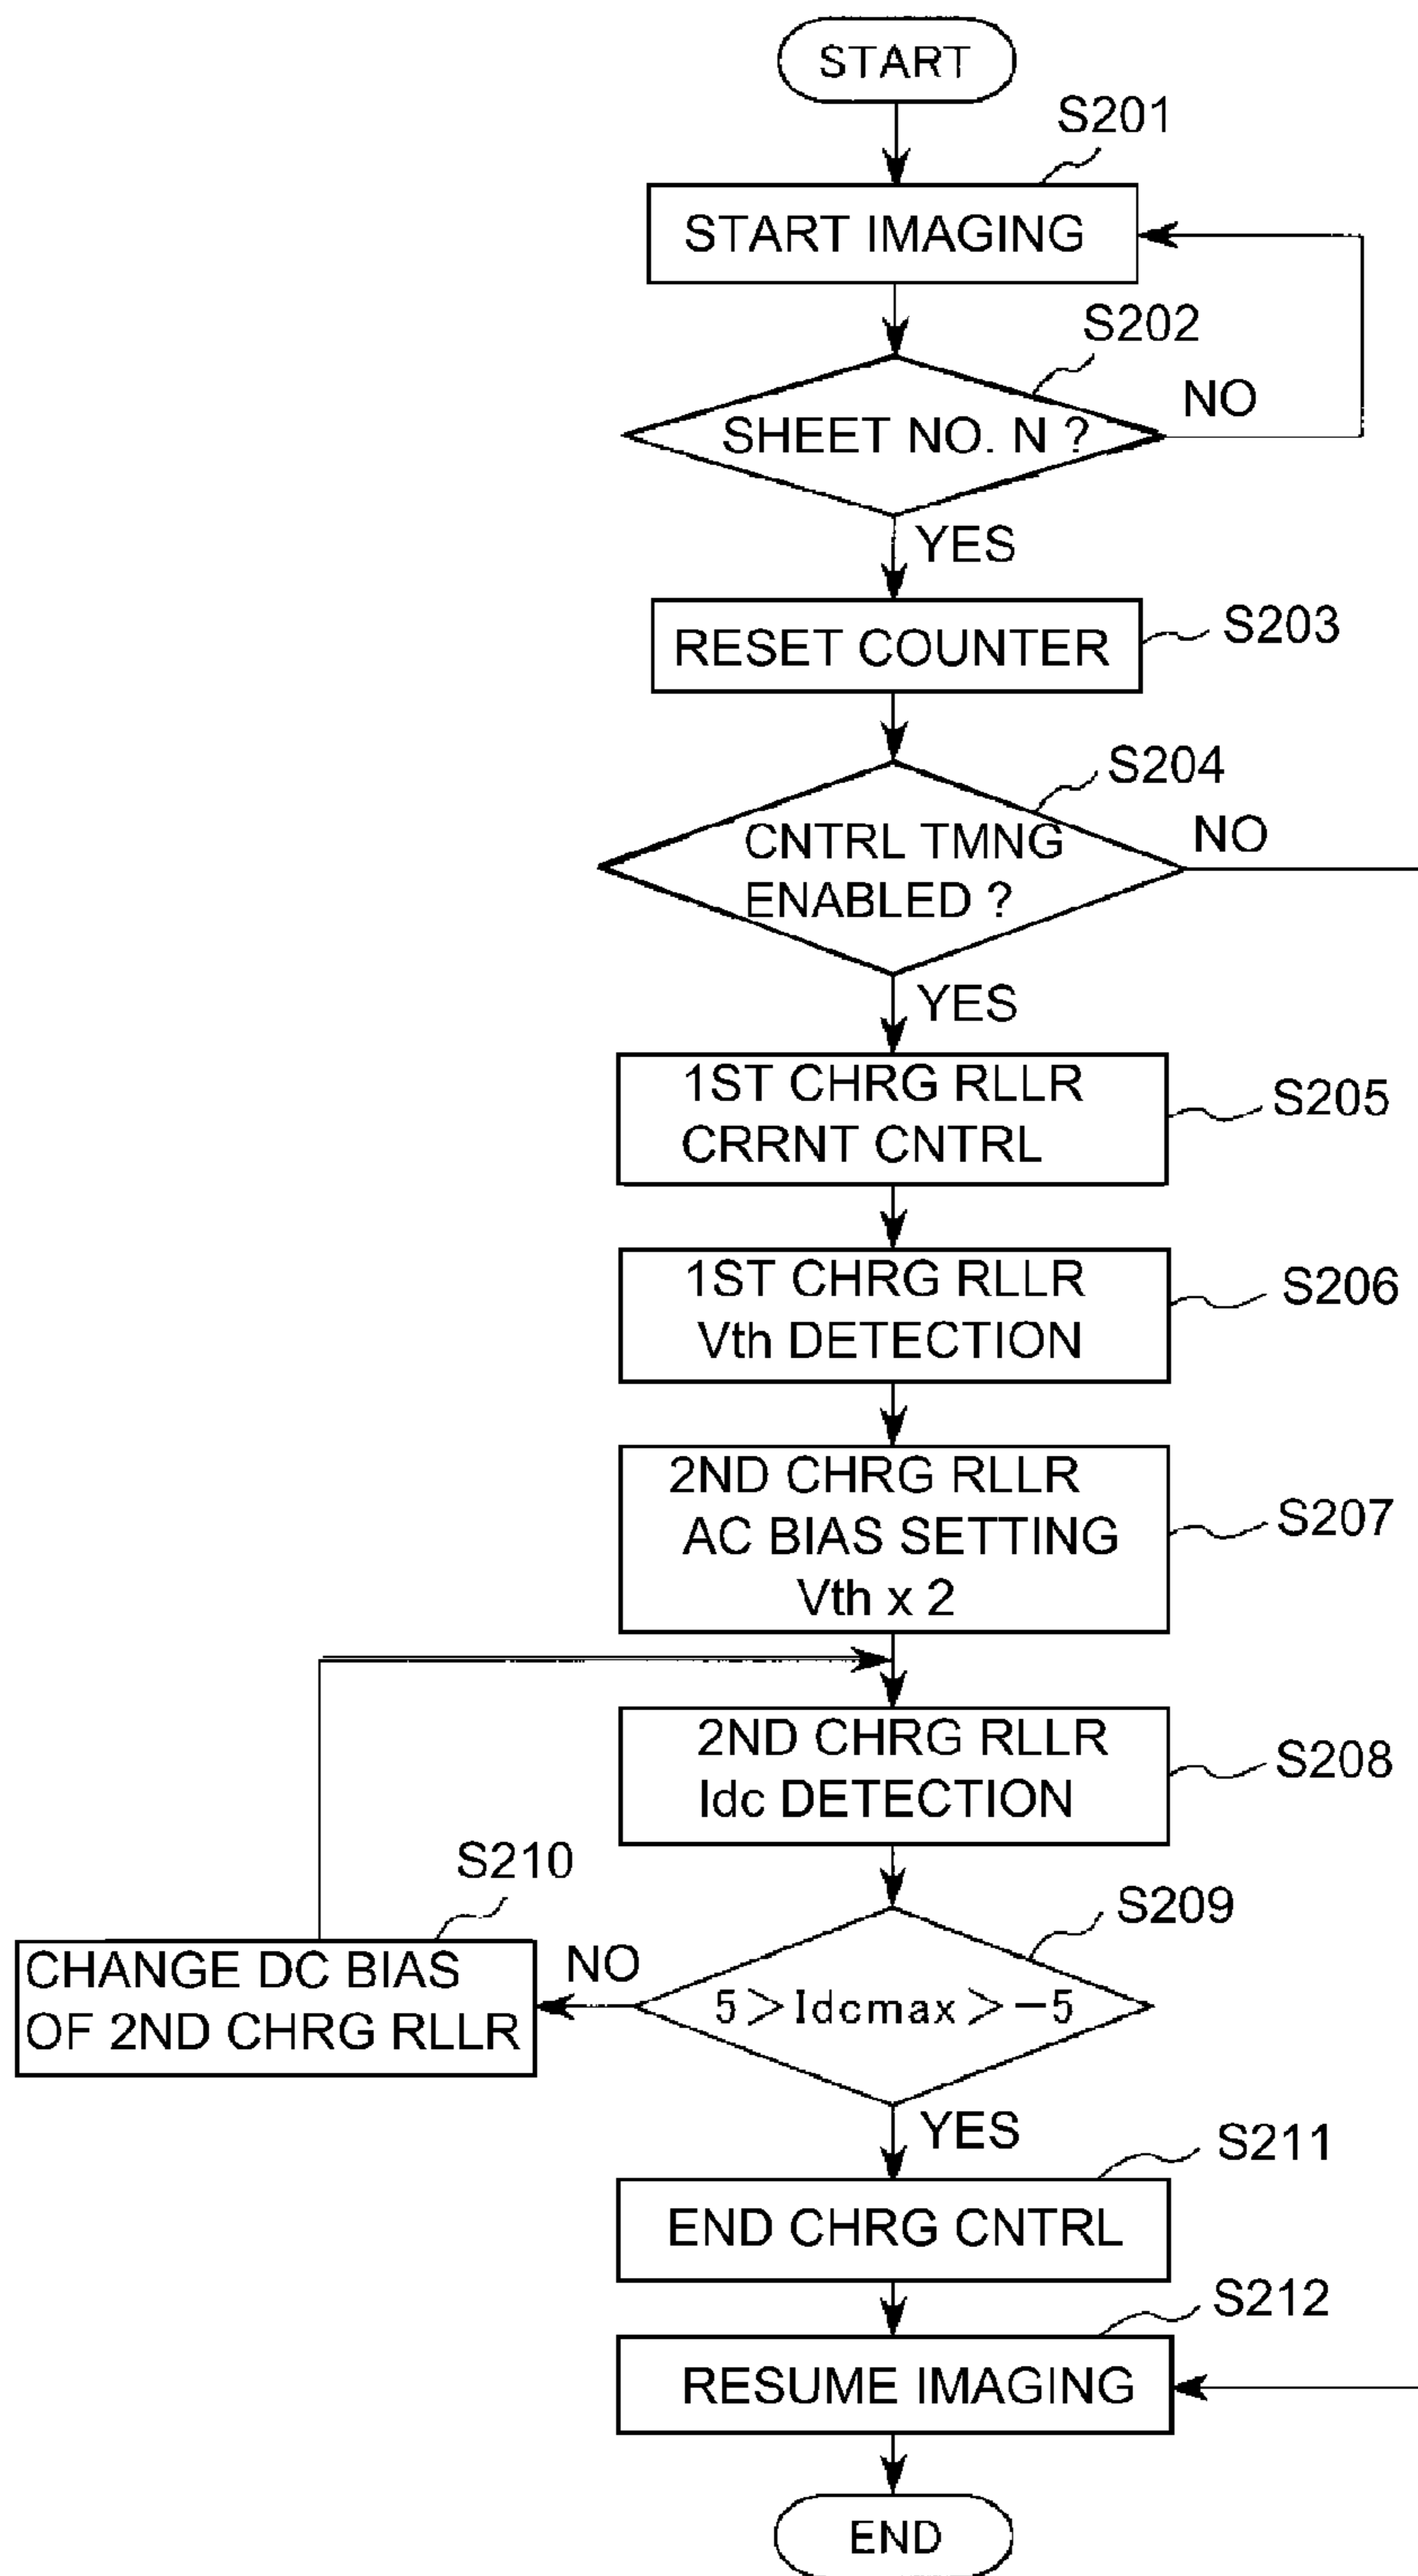 START
S201
START IMAGING
S202
SHEET NO. N ?
NO
YES
RESET COUNTER
S203
S204
CNTRL TMNG
ENABLED ?
NO
YES
1ST CHRG RLLR
CRRNT CNTRL
S205
1ST CHRG RLLR
Vth DETECTION
S206
2ND CHRG RLLR
AC BIAS SETTING
Vth x 2
S207
2ND CHRG RLLR
Idc DETECTION
S208
S209
5 > Idcmax > -5
NO
S210
CHANGE DC BIAS
OF 2ND CHRG RLLR
YES
S211
END CHRG CNTRL
S212
RESUME IMAGING
END